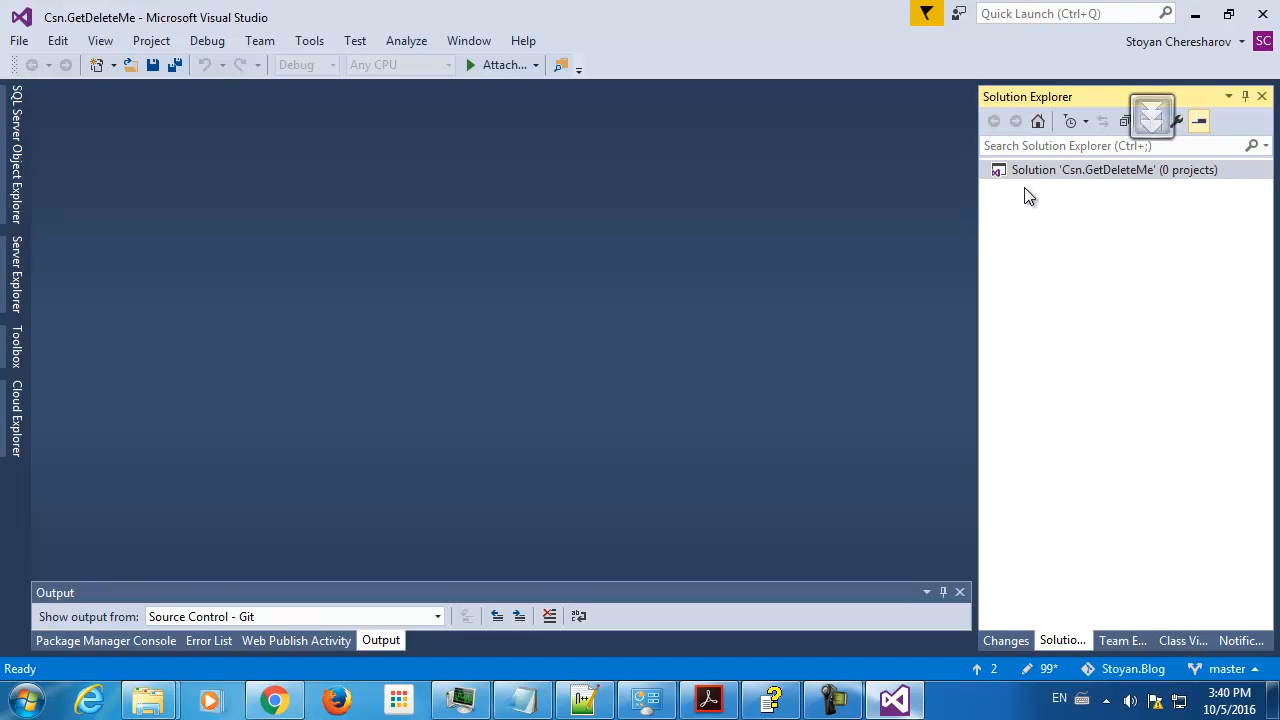 Csn.GetDeleteMe - Microsoft Visual Studio
Quick Launch (Ctrl+Q)
File Edit View Project Debug Team Tools Test Analyze Window Help
Stoyan Cheresharov SC
Debug Any CPU Attach...
SQL Server Object Explorer
Server Explorer
Toolbox
Cloud Explorer
Solution Explorer
Search Solution Explorer (Ctrl+;)
Solution 'Csn.GetDeleteMe' (0 projects)
Output
Show output from: Source Control - Git
Package Manager Console Error List Web Publish Activity Output
Changes Solutio... Team E... Class Vi... Notific...
Ready 2 99* Stoyan.Blog master
EN 3:40 PM
10/5/2016